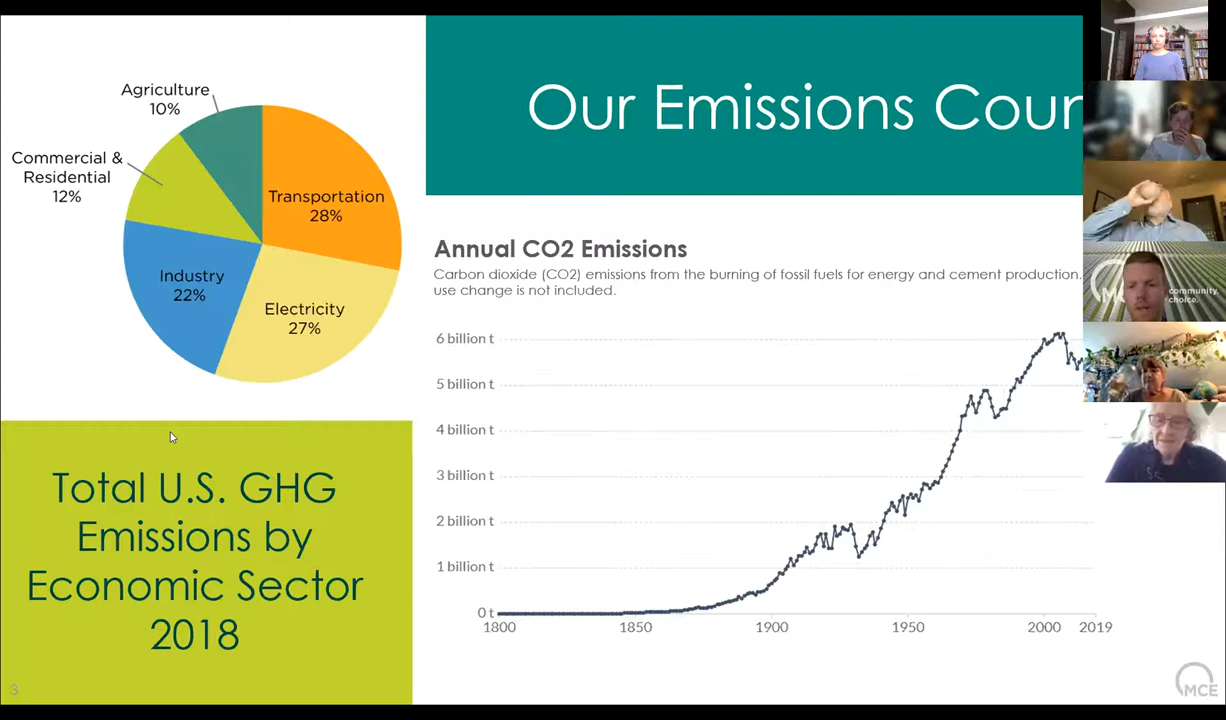 Our Emissions Coun
Agriculture
10%
Commercial &
Residential
12%
Transportation
28%
Industry
22%
Electricity
27%
Total U.S. GHG
Emissions by
Economic Sector
2018
3
Annual CO2 Emissions
Carbon dioxide (CO2) emissions from the burning of fossil fuels for energy and cement production.
use change is not included.
6 billion t
5 billion t
4 billion t
3 billion t
2 billion t
1 billion t
0 t
1800
1850
1900
1950
2000
2019
community.
choice.
MCE